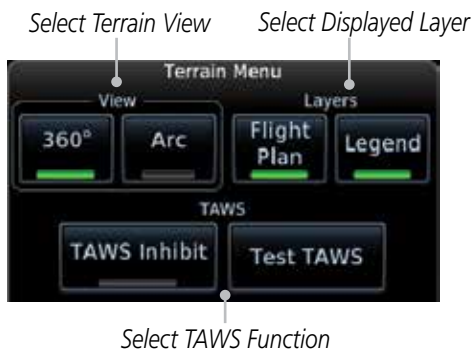 Select Terrain View
Select Displayed Layer
Terrain Menu
View
Layers
360°
Arc
Flight
Plan
Legend
TAWS
TAWS Inhibit
Test TAWS
Select TAWS Function